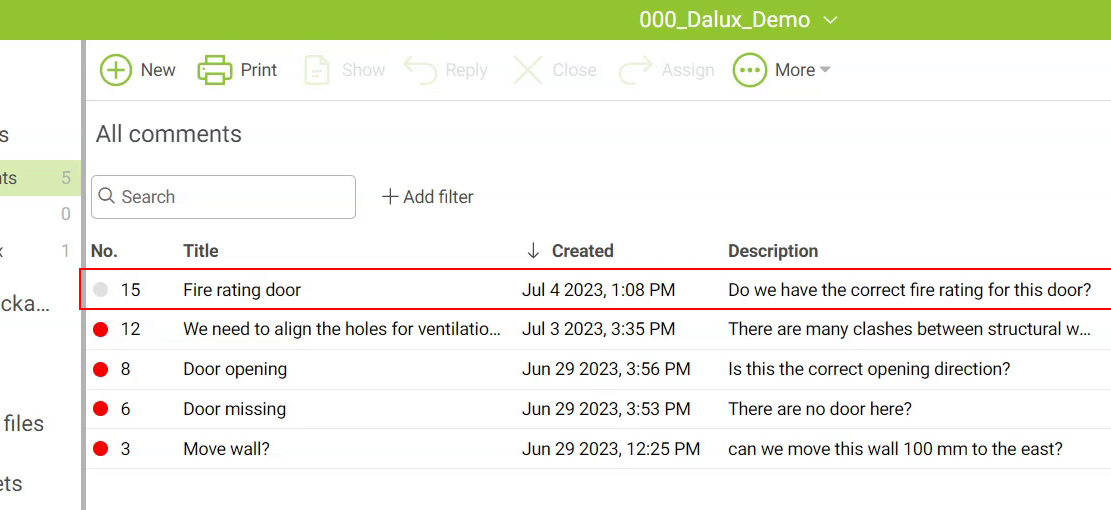 000_Dalux_Demo
New Print Show Reply Close Assign More
s
All comments
nts 5
Search Add filter
0
x 1
No. Title Created Description
15 Fire rating door Jul 4 2023, 1:08 PM Do we have the correct fire rating for this door?
cka...
12 We need to align the holes for ventilatio... Jul 3 2023, 3:35 PM There are many clashes between structural w...
8 Door opening Jun 29 2023, 3:56 PM Is this the correct opening direction?
6 Door missing Jun 29 2023, 3:53 PM There are no door here?
files
3 Move wall? Jun 29 2023, 12:25 PM can we move this wall 100 mm to the east?
ets